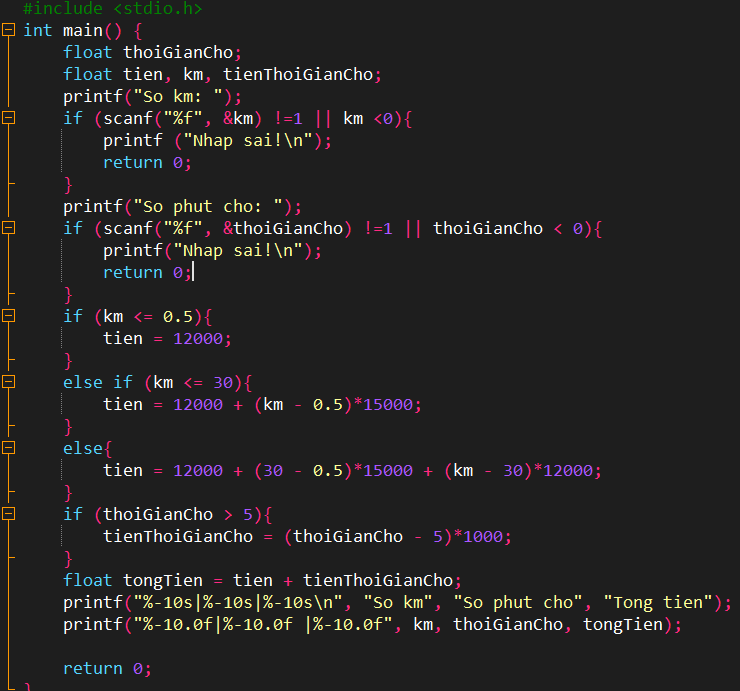 #include <stdio.h>
int main() {
    float thoiGianCho;
    float tien, km, tienThoiGianCho;
    printf("So km: ");
    if (scanf("%f", &km) !=1 || km <0){
        printf ("Nhap sai!\n");
        return 0;
    }
    printf("So phut cho: ");
    if (scanf("%f", &thoiGianCho) !=1 || thoiGianCho < 0){
        printf("Nhap sai!\n");
        return 0;
    }
    if (km <= 0.5){
        tien = 12000;
    }
    else if (km <= 30){
        tien = 12000 + (km - 0.5)*15000;
    }
    else{
        tien = 12000 + (30 - 0.5)*15000 + (km - 30)*12000;
    }
    if (thoiGianCho > 5){
        tienThoiGianCho = (thoiGianCho - 5)*1000;
    }
    float tongTien = tien + tienThoiGianCho;
    printf("%-10s|%-10s|%-10s\n", "So km", "So phut cho", "Tong tien");
    printf("%-10.0f|%-10.0f |%-10.0f", km, thoiGianCho, tongTien);

    return 0;
}